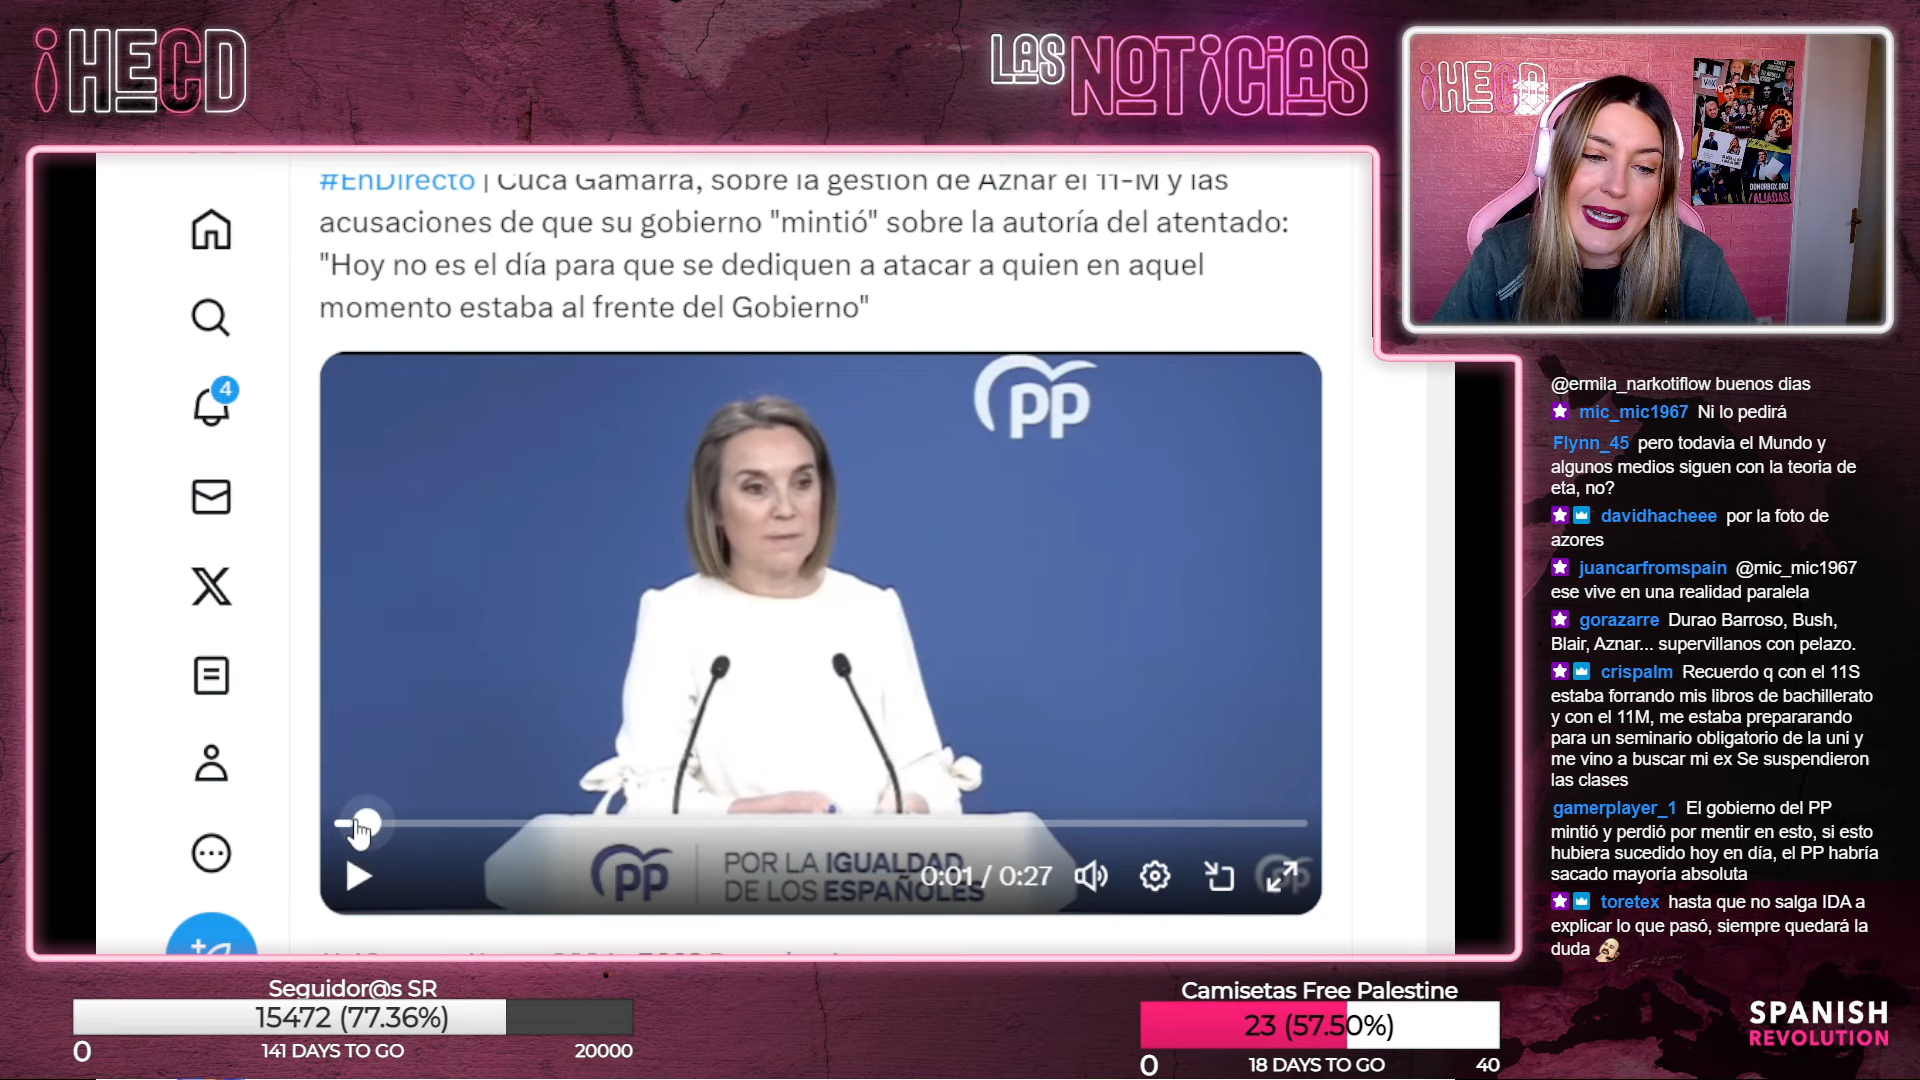 ¡HECD
LAS NOTICIAS
¡HECD
DONORBOX.ORG
/ALIADAS
#EnDirecto | Cuca Gamarra, sobre la gestión de Aznar el 11-M y las
acusaciones de que su gobierno "mintió" sobre la autoría del atentado:
"Hoy no es el día para que se dediquen a atacar a quien en aquel
momento estaba al frente del Gobierno"
4
pp
pp
POR LA IGUALDAD
DE LOS ESPAÑOLES
0:01 / 0:27
pp
@ermila_narkotiflow buenos dias
mic_mic1967 Ni lo pedirá
Flynn_45 pero todavia el Mundo y
algunos medios siguen con la teoria de
eta, no?
davidhacheee por la foto de
azores
juancarfromspain @mic_mic1967
ese vive en una realidad paralela
gorazarre Durao Barroso, Bush,
Blair, Aznar... supervillanos con pelazo.
crispalm Recuerdo q con el 11S
estaba forrando mis libros de bachillerato
y con el 11M, me estaba prepararando
para un seminario obligatorio de la uni y
me vino a buscar mi ex Se suspendieron
las clases
gamerplayer_1 El gobierno del PP
mintió y perdió por mentir en esto, si esto
hubiera sucedido hoy en día, el PP habría
sacado mayoría absoluta
toretex hasta que no salga IDA a
explicar lo que pasó, siempre quedará la
duda
Seguidor@s SR
15472 (77.36%)
0 141 DAYS TO GO 20000
Camisetas Free Palestine
23 (57.50%)
0 18 DAYS TO GO 40
SPANISH
REVOLUTION